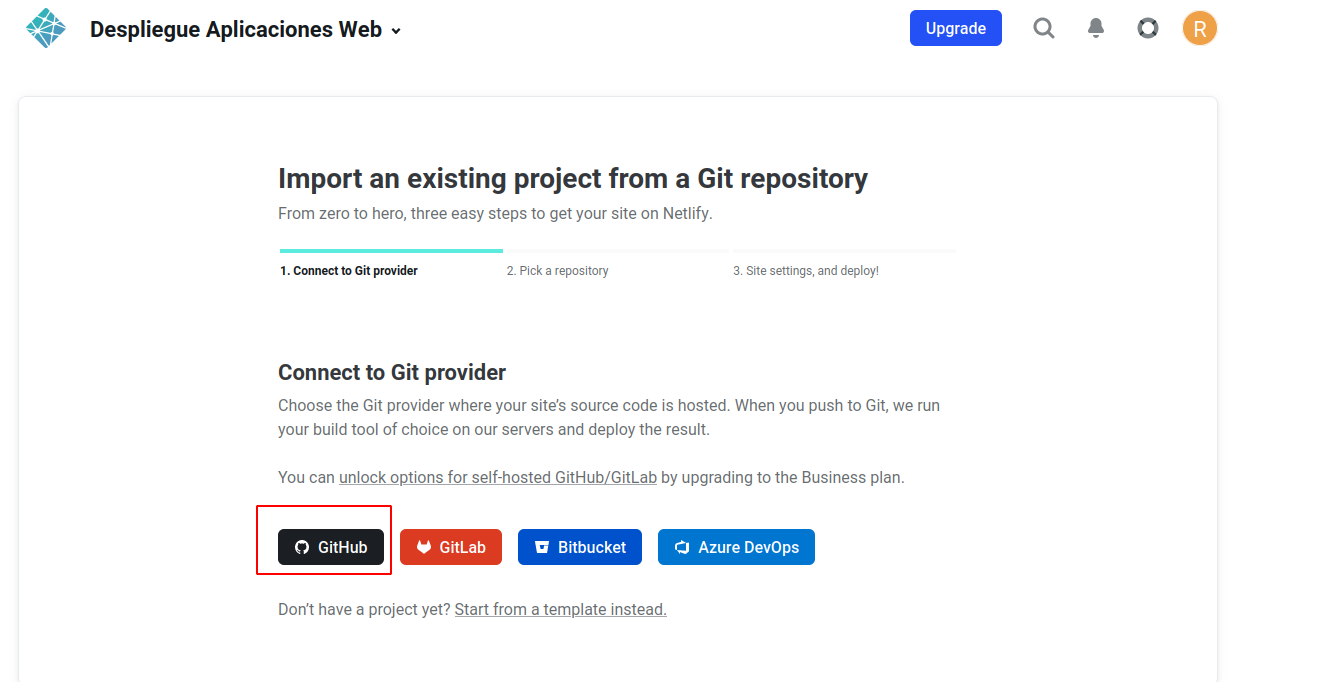 Despliegue Aplicaciones Web
Upgrade
R
Import an existing project from a Git repository
From zero to hero, three easy steps to get your site on Netlify.
1. Connect to Git provider
2. Pick a repository
3. Site settings, and deploy!
Connect to Git provider
Choose the Git provider where your site’s source code is hosted. When you push to Git, we run
your build tool of choice on our servers and deploy the result.
You can unlock options for self-hosted GitHub/GitLab by upgrading to the Business plan.
GitHub
GitLab
Bitbucket
Azure DevOps
Don’t have a project yet? Start from a template instead.